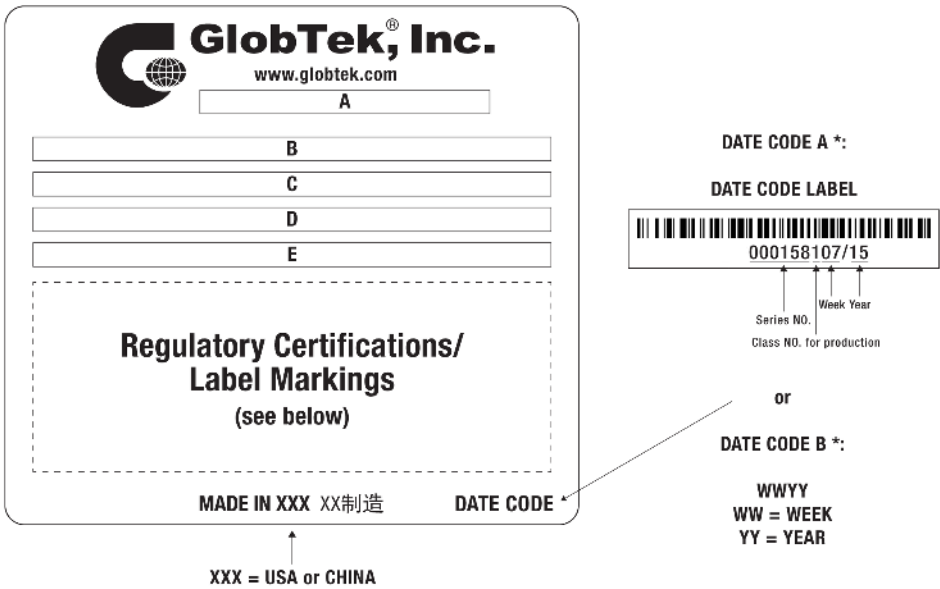 GlobTek,® Inc.
www.globtek.com
A
B
C
D
E
Regulatory Certifications/
Label Markings
(see below)
MADE IN XXX XX制造 DATE CODE
XXX = USA or CHINA
DATE CODE A *:
DATE CODE LABEL
000158107/15
Week Year
Series NO.
Class NO. for production
or
DATE CODE B *:
WWYY
WW = WEEK
YY = YEAR